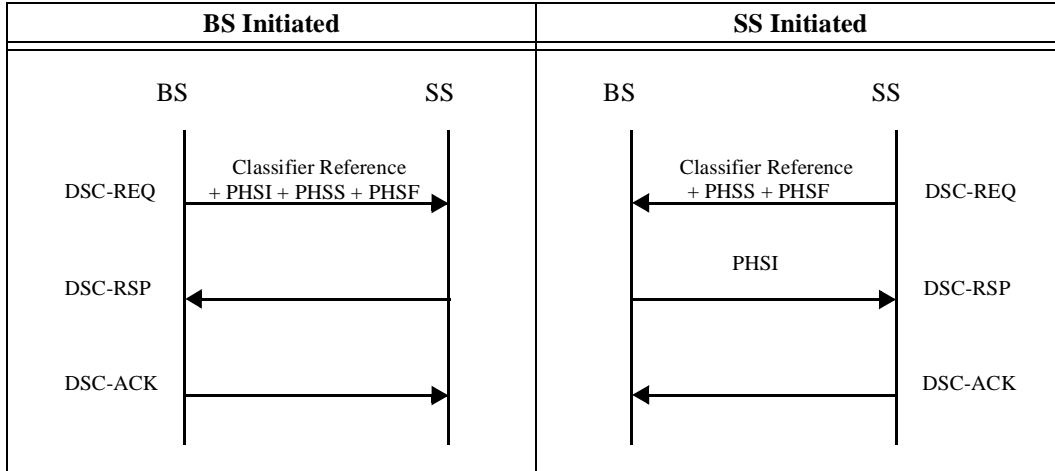 BS Initiated
SS Initiated
BS
SS
BS
SS
DSC-REQ
Classifier Reference
+ PHSI + PHSS + PHSF
Classifier Reference
+ PHSS + PHSF
DSC-REQ
DSC-RSP
PHSI
DSC-RSP
DSC-ACK
DSC-ACK